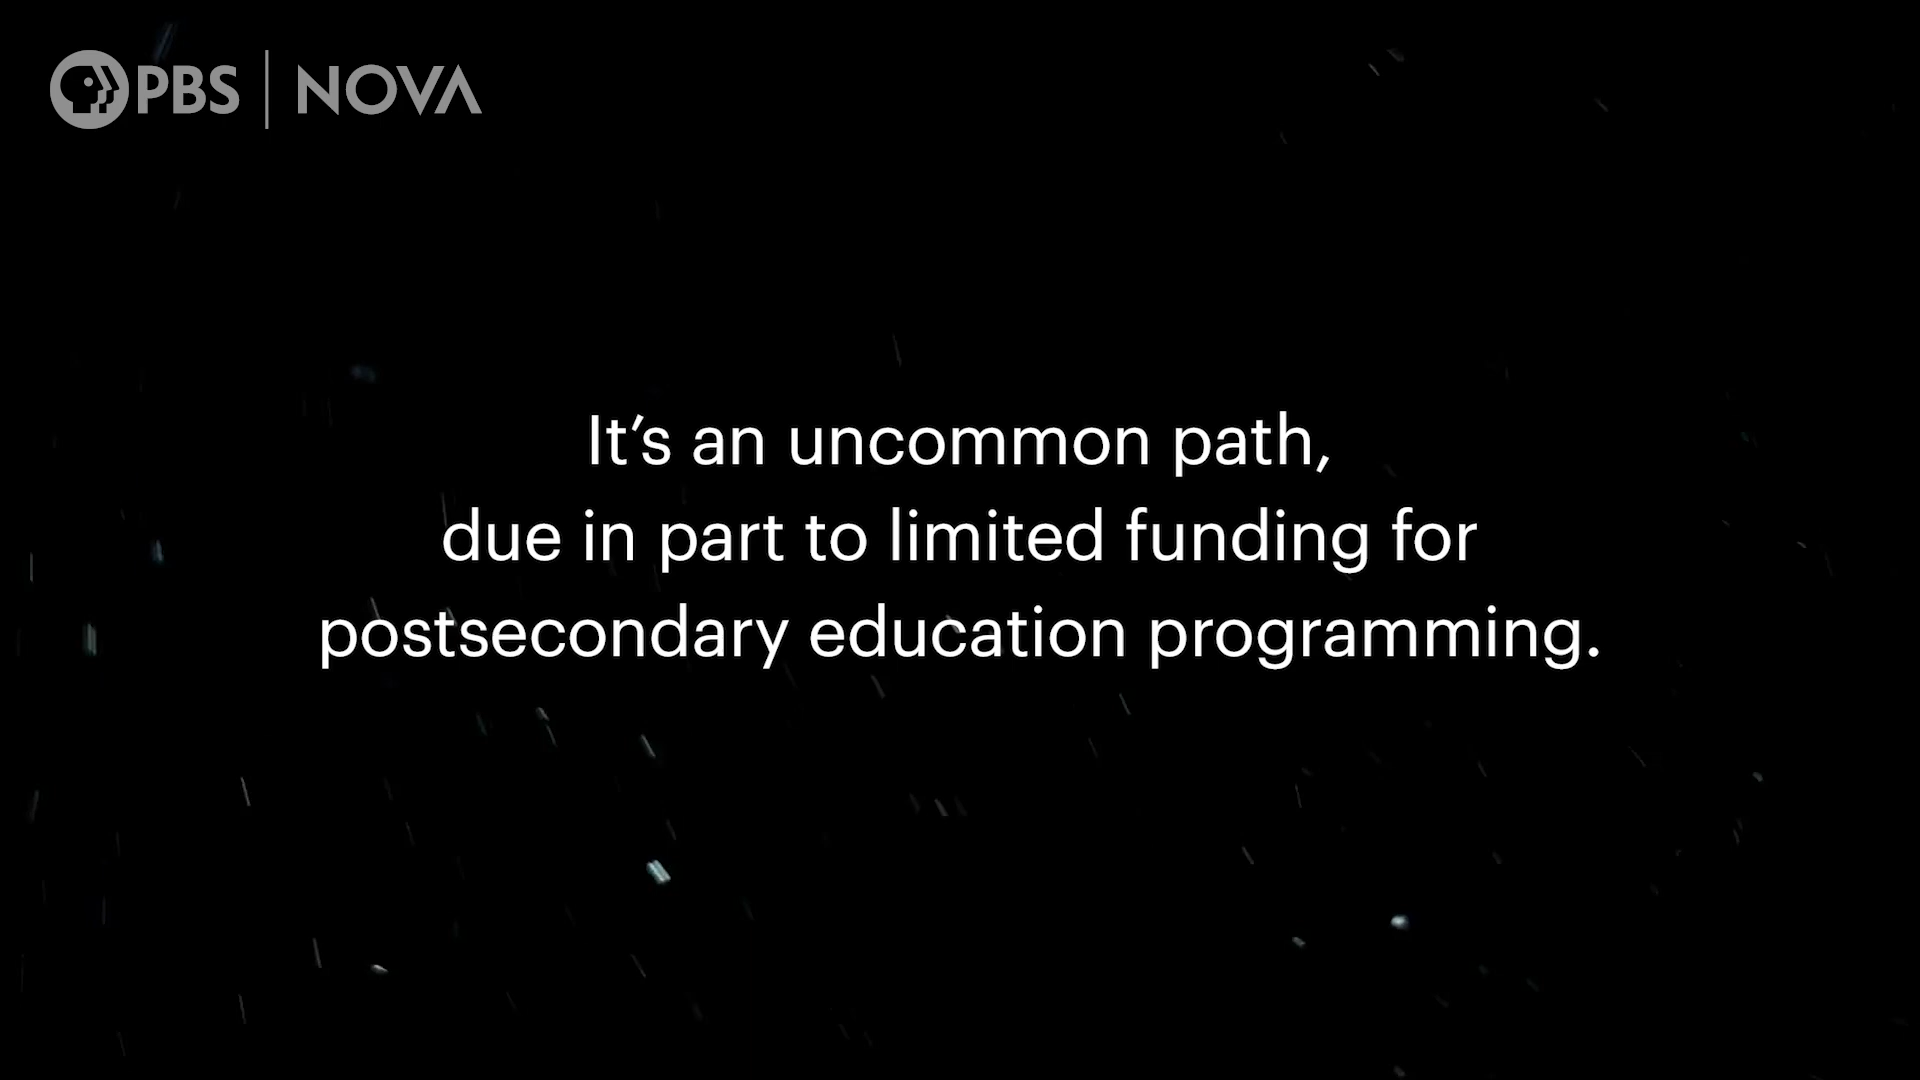 PBS | NOVA
It’s an uncommon path,
due in part to limited funding for
postsecondary education programming.